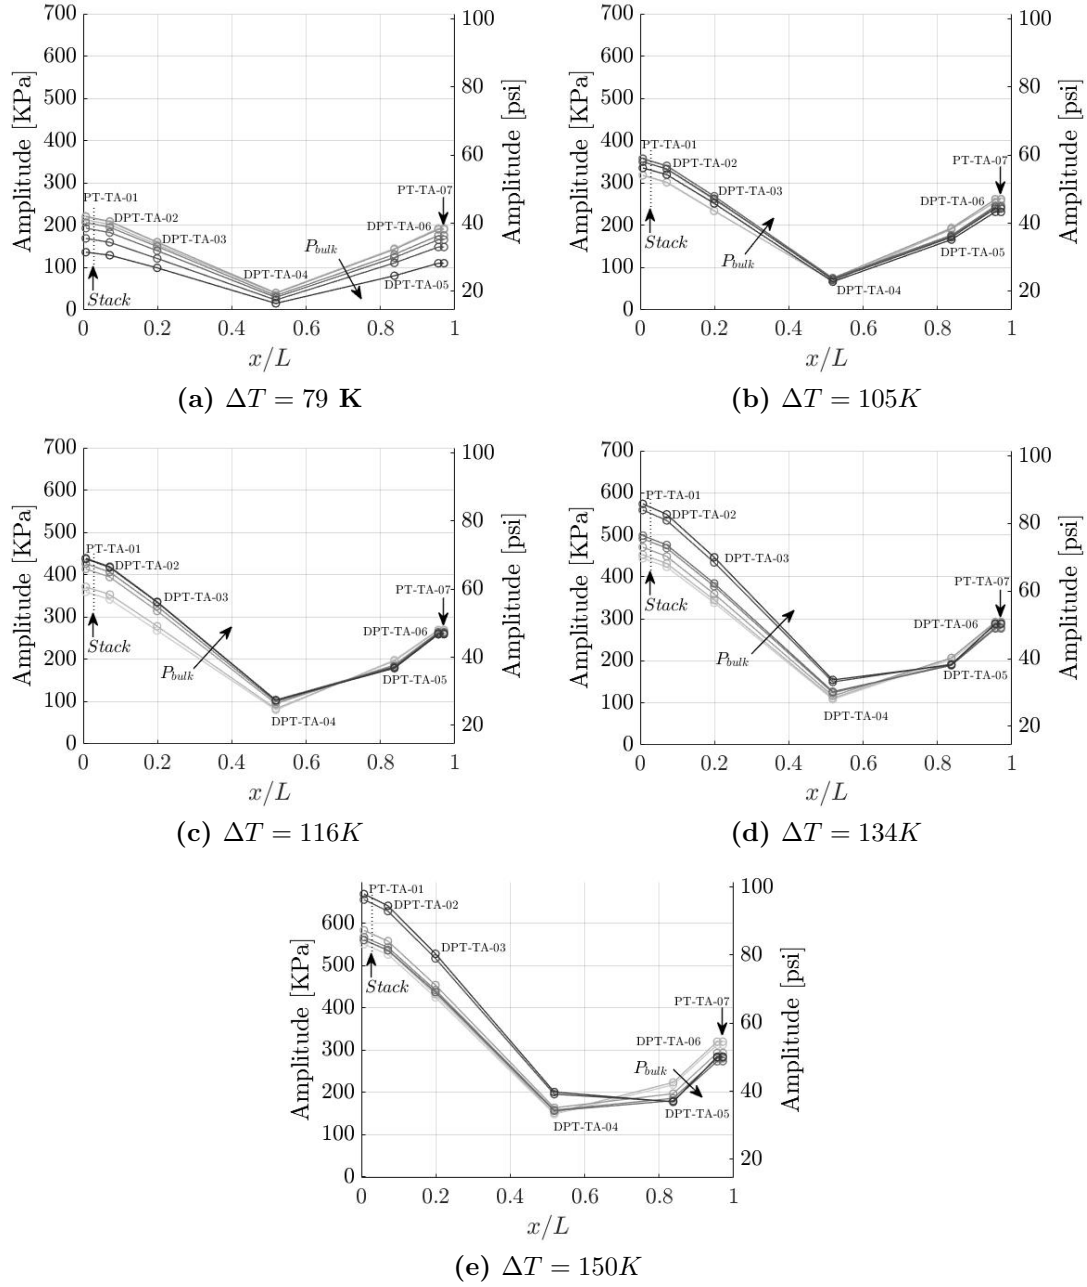 700
600
500
400
300
200
100
0
Amplitude [KPa]
100
80
60
40
20
Amplitude [psi]
PT-TA-01
DPT-TA-02
DPT-TA-03
DPT-TA-04
DPT-TA-05
DPT-TA-06
PT-TA-07
P_bulk
Stack
0 0.2 0.4 0.6 0.8 1
x/L
(a) ΔT = 79 K
700
600
500
400
300
200
100
0
Amplitude [KPa]
100
80
60
40
20
Amplitude [psi]
PT-TA-01
DPT-TA-02
DPT-TA-03
DPT-TA-04
DPT-TA-05
DPT-TA-06
PT-TA-07
P_bulk
Stack
0 0.2 0.4 0.6 0.8 1
x/L
(b) ΔT = 105K
700
600
500
400
300
200
100
0
Amplitude [KPa]
100
80
60
40
20
Amplitude [psi]
PT-TA-01
DPT-TA-02
DPT-TA-03
DPT-TA-04
DPT-TA-05
DPT-TA-06
PT-TA-07
P_bulk
Stack
0 0.2 0.4 0.6 0.8 1
x/L
(c) ΔT = 116K
700
600
500
400
300
200
100
0
Amplitude [KPa]
100
80
60
40
20
Amplitude [psi]
PT-TA-01
DPT-TA-02
DPT-TA-03
DPT-TA-04
DPT-TA-05
DPT-TA-06
PT-TA-07
P_bulk
Stack
0 0.2 0.4 0.6 0.8 1
x/L
(d) ΔT = 134K
600
500
400
300
200
100
0
Amplitude [KPa]
100
80
60
40
20
Amplitude [psi]
PT-TA-01
DPT-TA-02
DPT-TA-03
DPT-TA-04
DPT-TA-05
DPT-TA-06
PT-TA-07
P_bulk
Stack
0 0.2 0.4 0.6 0.8 1
x/L
(e) ΔT = 150K